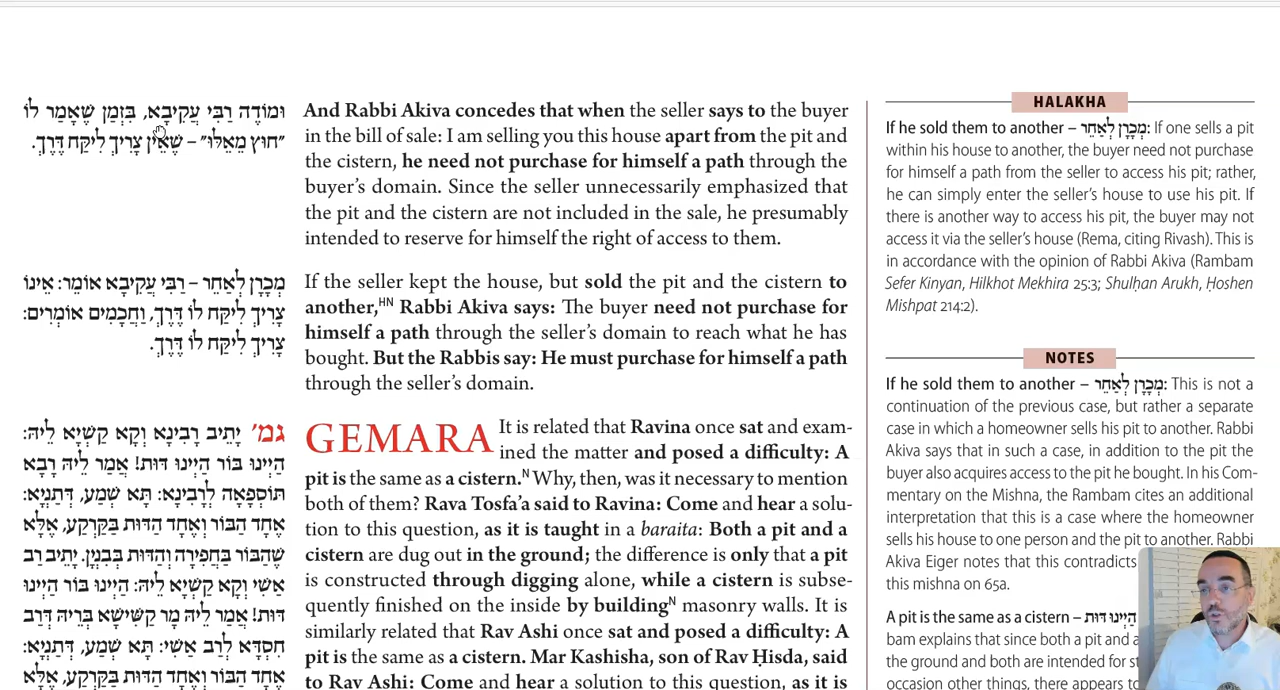 וּמוֹדֶה רַבִּי עֲקִיבָא, בִּזְמַן שֶׁאָמַר לוֹ
״חוּץ מֵאֵלּוּ״ – שֶׁאֵין צָרִיךְ לִיקַּח דֶּרֶךְ.
מְכָרָן לְאַחֵר – רַבִּי עֲקִיבָא אוֹמֵר: אֵינוֹ
צָרִיךְ לִיקַּח לוֹ דֶּרֶךְ, וַחֲכָמִים אוֹמְרִים:
צָרִיךְ לִיקַּח לוֹ דֶּרֶךְ.
גמ׳ יָתֵיב רָבִינָא וְקָא קַשְׁיָא לֵיהּ:
הַיְינוּ בּוֹר הַיְינוּ דּוּת! אֲמַר לֵיהּ רָבָא
תּוֹסְפָאָה לְרָבִינָא: תָּא שְׁמַע, דְּתַנְיָא:
אֶחָד הַבּוֹר וְאֶחָד הַדּוּת בַּקַּרְקַע, אֶלָּא
שֶׁהַבּוֹר בַּחֲפִירָה וְהַדּוּת בְּבִנְיָן. יָתֵיב רַב
אַשִׁי וְקָא קַשְׁיָא לֵיהּ: הַיְינוּ בּוֹר הַיְינוּ
דּוּת! אֲמַר לֵיהּ מָר קַשִּׁישָׁא בְּרֵיהּ דְּרַב
חִסְדָּא לְרַב אַשִׁי: תָּא שְׁמַע, דְּתַנְיָא:
אֶחָד הַבּוֹר וְאֶחָד הַדּוּת בַּקַּרְקַע, אֶלָּא
And Rabbi Akiva concedes that when the seller says to the buyer
in the bill of sale: I am selling you this house apart from the pit and
the cistern, he need not purchase for himself a path through the
buyer's domain. Since the seller unnecessarily emphasized that
the pit and the cistern are not included in the sale, he presumably
intended to reserve for himself the right of access to them.
If the seller kept the house, but sold the pit and the cistern to
another,HN Rabbi Akiva says: The buyer need not purchase for
himself a path through the seller's domain to reach what he has
bought. But the Rabbis say: He must purchase for himself a path
through the seller's domain.
GEMARA It is related that Ravina once sat and exam-
ined the matter and posed a difficulty: A
pit is the same as a cistern.N Why, then, was it necessary to mention
both of them? Rava Tosfa'a said to Ravina: Come and hear a solu-
tion to this question, as it is taught in a baraita: Both a pit and a
cistern are dug out in the ground; the difference is only that a pit
is constructed through digging alone, while a cistern is subse-
quently finished on the inside by buildingN masonry walls. It is
similarly related that Rav Ashi once sat and posed a difficulty: A
pit is the same as a cistern. Mar Kashisha, son of Rav Ḥisda, said
to Rav Ashi: Come and hear a solution to this question, as it is
HALAKHA
If he sold them to another – מְכָרָן לְאַחֵר: If one sells a pit
within his house to another, the buyer need not purchase
for himself a path from the seller to access his pit; rather,
he can simply enter the seller's house to use his pit. If
there is another way to access his pit, the buyer may not
access it via the seller's house (Rema, citing Rivash). This is
in accordance with the opinion of Rabbi Akiva (Rambam
Sefer Kinyan, Hilkhot Mekhira 25:3; Shulḥan Arukh, Ḥoshen
Mishpat 214:2).
NOTES
If he sold them to another – מְכָרָן לְאַחֵר: This is not a
continuation of the previous case, but rather a separate
case in which a homeowner sells his pit to another. Rabbi
Akiva says that in such a case, in addition to the pit the
buyer also acquires access to the pit he bought. In his Com-
mentary on the Mishna, the Rambam cites an additional
interpretation that this is a case where the homeowner
sells his house to one person and the pit to another. Rabbi
Akiva Eiger notes that this contradicts
this mishna on 65a.
A pit is the same as a cistern – הַיְינוּ דּוּת
bam explains that since both a pit and a
the ground and both are intended for st
occasion other things, there appears to